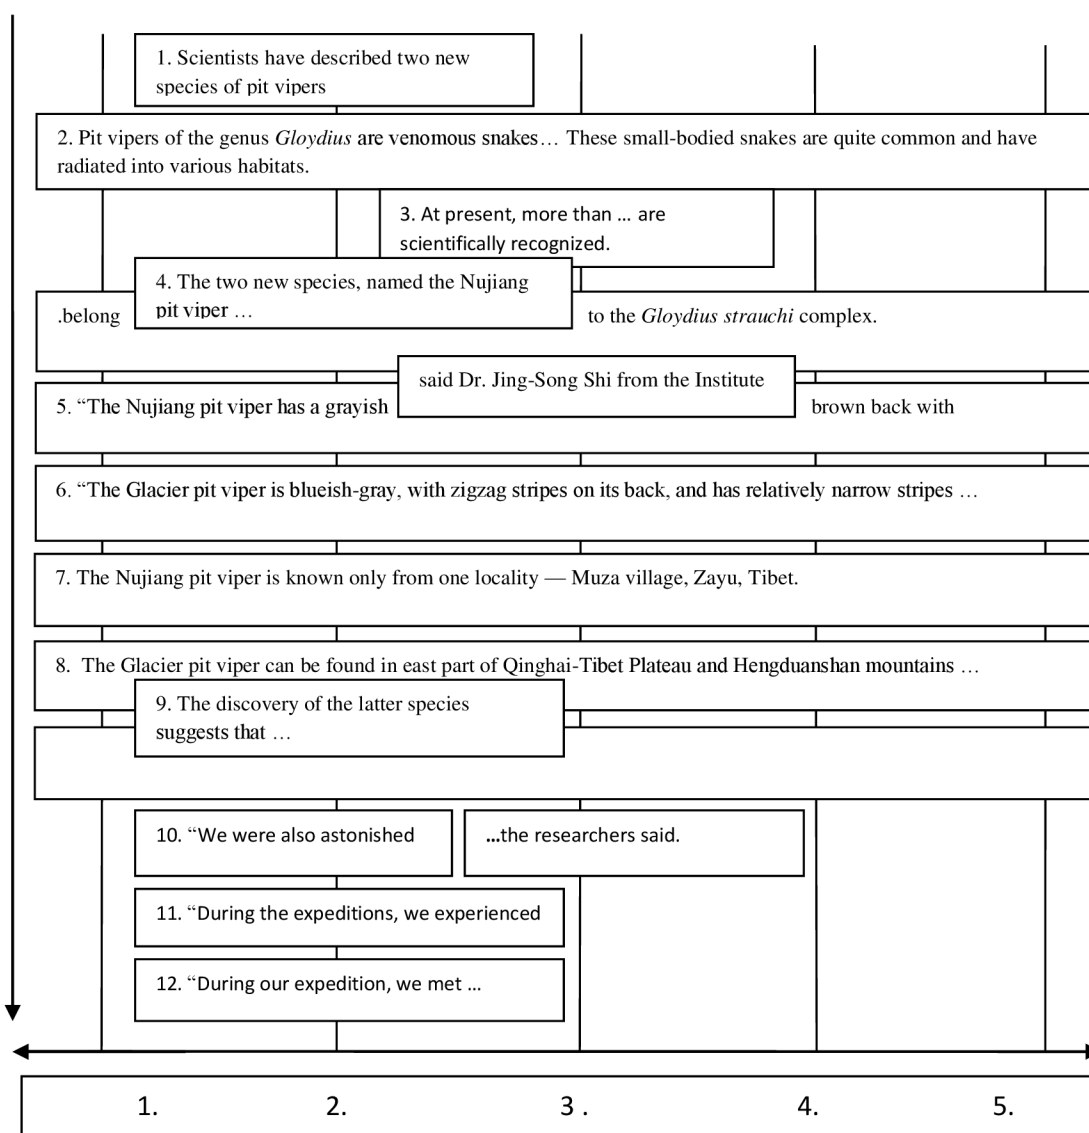 1. Scientists have described two new
species of pit vipers
2. Pit vipers of the genus Gloydius are venomous snakes… These small-bodied snakes are quite common and have
radiated into various habitats.
3. At present, more than … are
scientifically recognized.
4. The two new species, named the Nujiang
pit viper …
.belong
to the Gloydius strauchi complex.
said Dr. Jing-Song Shi from the Institute
5. “The Nujiang pit viper has a grayish
brown back with
6. “The Glacier pit viper is blueish-gray, with zigzag stripes on its back, and has relatively narrow stripes …
7. The Nujiang pit viper is known only from one locality — Muza village, Zayu, Tibet.
8. The Glacier pit viper can be found in east part of Qinghai-Tibet Plateau and Hengduanshan mountains …
9. The discovery of the latter species
suggests that …
10. “We were also astonished
…the researchers said.
11. “During the expeditions, we experienced
12. “During our expedition, we met …
1. 2. 3 . 4. 5.